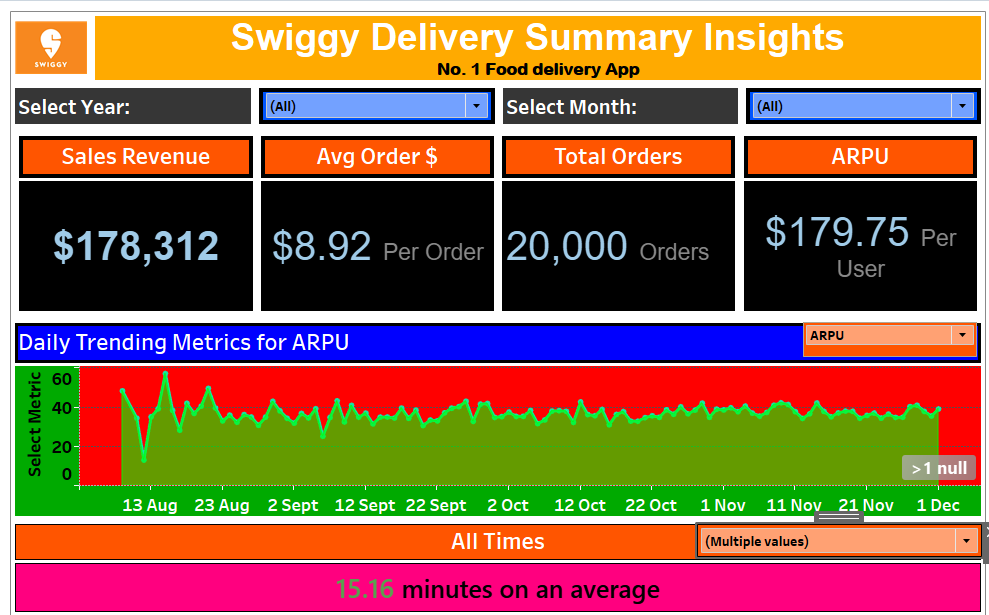 SWIGGY
Swiggy Delivery Summary Insights
No. 1 Food delivery App
Select Year:
(All)
Select Month:
(All)
Sales Revenue
Avg Order $
Total Orders
ARPU
$178,312
$8.92 Per Order
20,000 Orders
$179.75 Per
User
Daily Trending Metrics for ARPU
ARPU
Select Metric
60
40
20
0
>1 null
13 Aug 23 Aug 2 Sept 12 Sept 22 Sept 2 Oct 12 Oct 22 Oct 1 Nov 11 Nov 21 Nov 1 Dec
All Times
(Multiple values)
15.16 minutes on an average